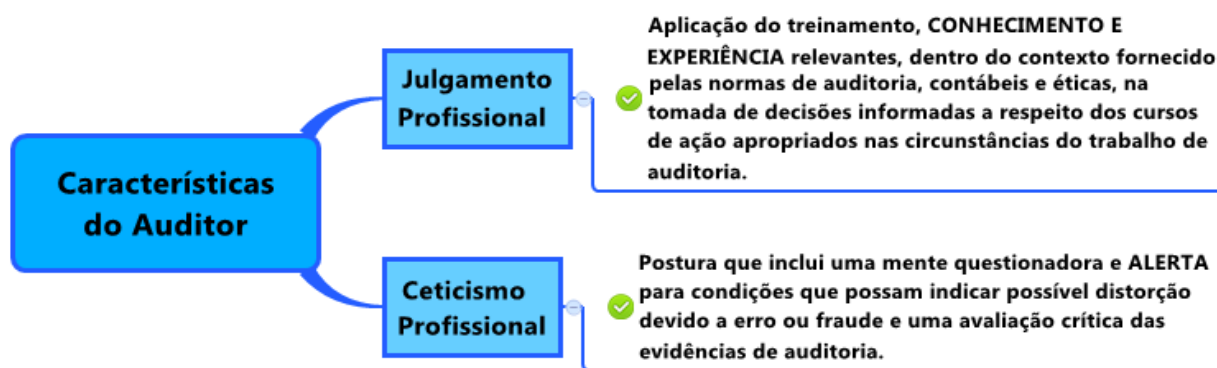 Características
do Auditor
Julgamento
Profissional
Aplicação do treinamento, CONHECIMENTO E
EXPERIÊNCIA relevantes, dentro do contexto fornecido
pelas normas de auditoria, contábeis e éticas, na
tomada de decisões informadas a respeito dos cursos
de ação apropriados nas circunstâncias do trabalho de
auditoria.
Ceticismo
Profissional
Postura que inclui uma mente questionadora e ALERTA
para condições que possam indicar possível distorção
devido a erro ou fraude e uma avaliação crítica das
evidências de auditoria.